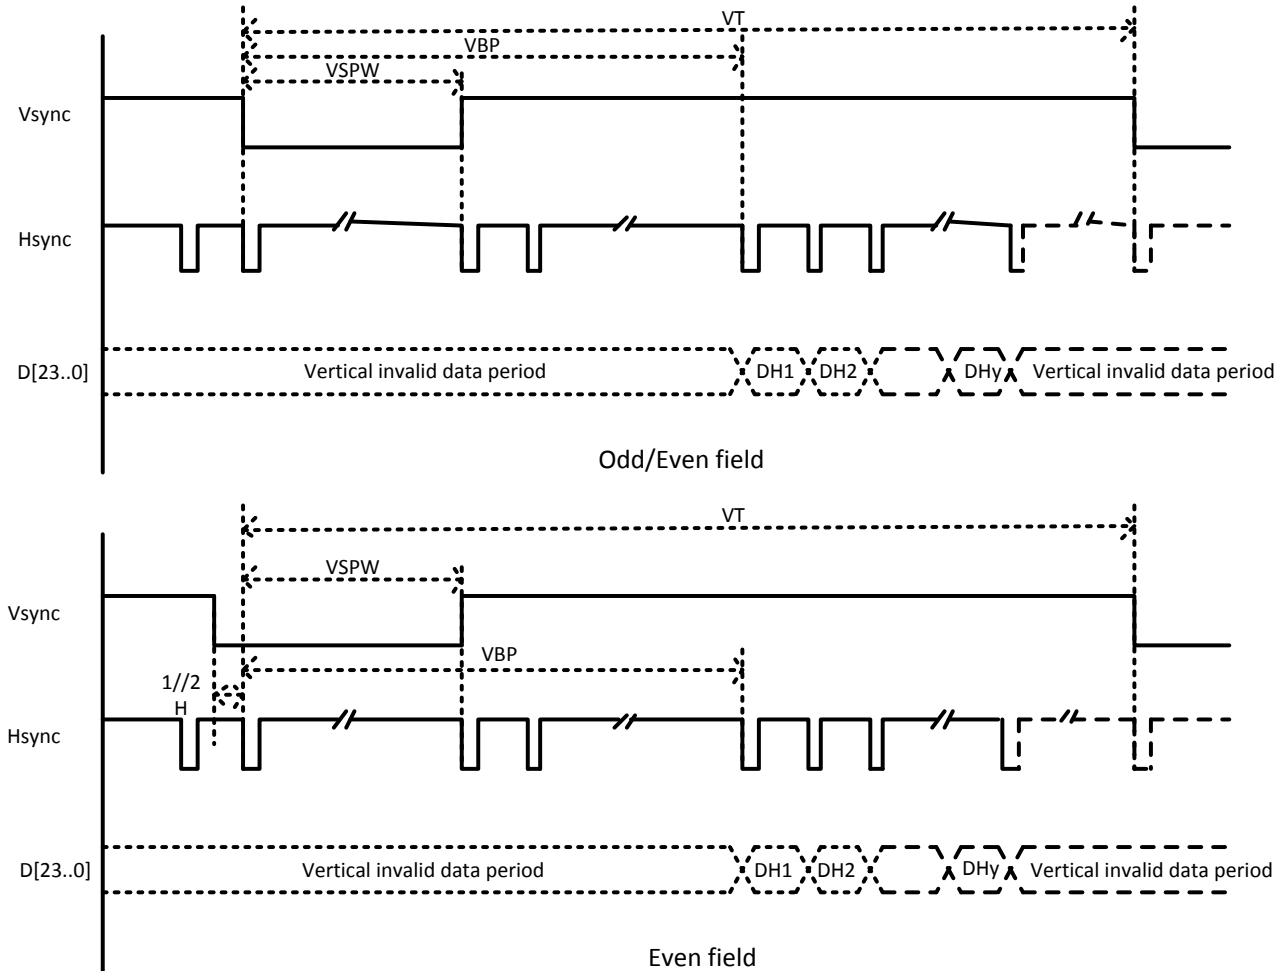 VT
VBP
VSPW
Vsync
Hsync
D[23..0]
Vertical invalid data period
DH1
DH2
DHy
Vertical invalid data period
Odd/Even field
VT
VSPW
Vsync
VBP
1//2
H
Hsync
D[23..0]
Vertical invalid data period
DH1
DH2
DHy
Vertical invalid data period
Even field